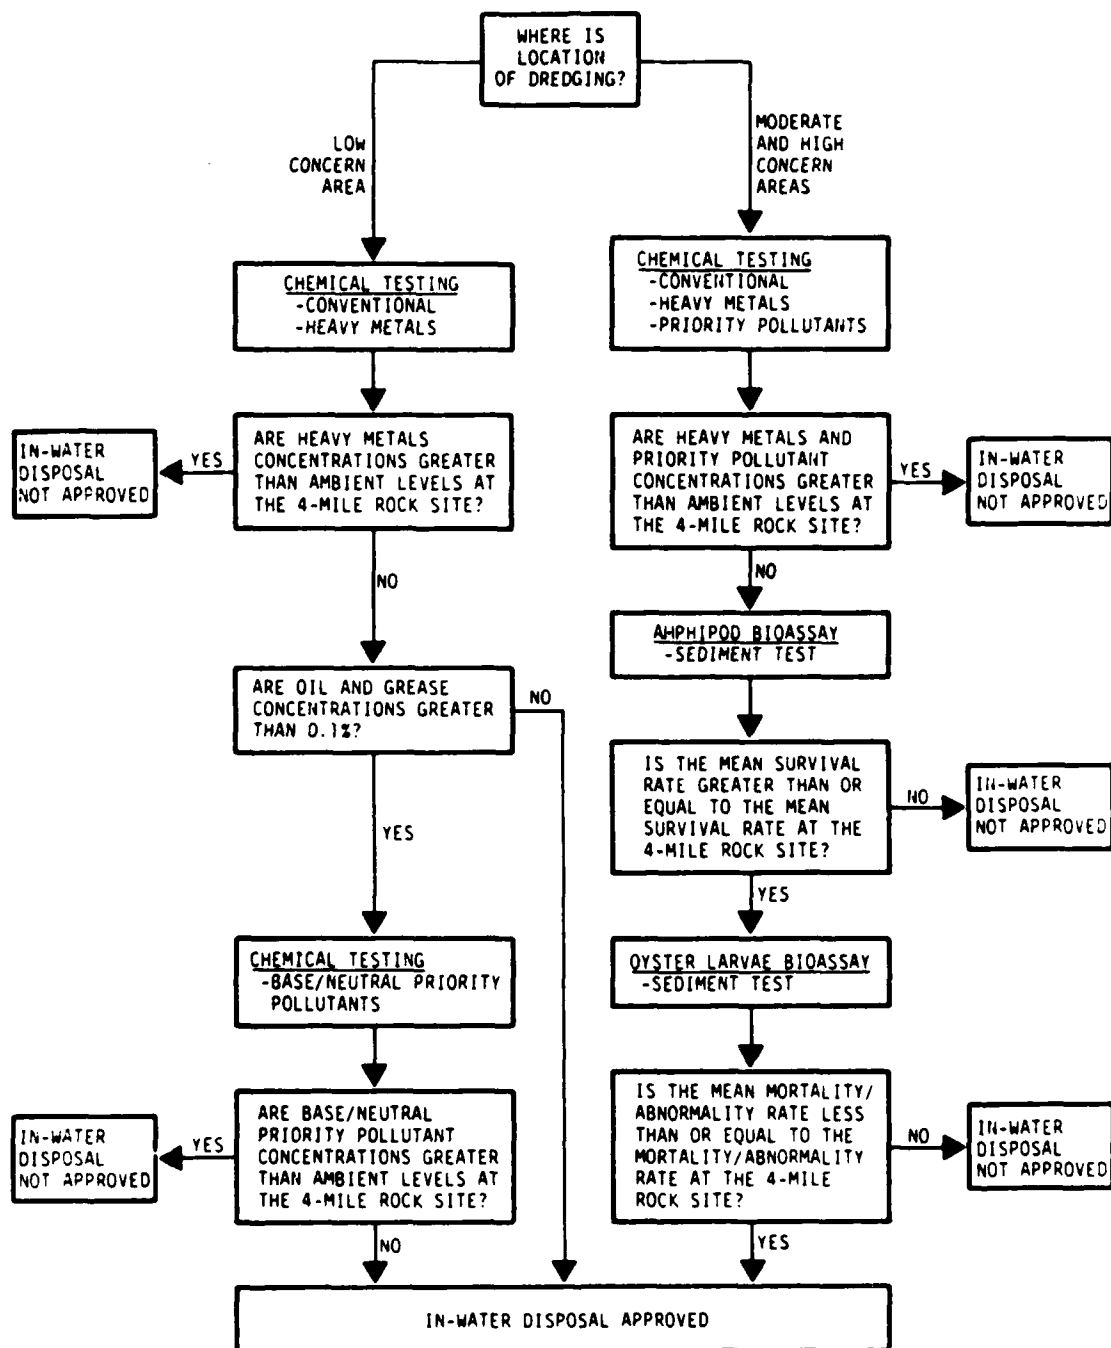 WHERE IS
LOCATION
OF DREDGING?
LOW
CONCERN
AREA
MODERATE
AND HIGH
CONCERN
AREAS
CHEMICAL TESTING
-CONVENTIONAL
-HEAVY METALS
CHEMICAL TESTING
-CONVENTIONAL
-HEAVY METALS
-PRIORITY POLLUTANTS
IN-WATER
DISPOSAL
NOT APPROVED
YES
ARE HEAVY METALS
CONCENTRATIONS GREATER
THAN AMBIENT LEVELS AT
THE 4-MILE ROCK SITE?
ARE HEAVY METALS AND
PRIORITY POLLUTANT
CONCENTRATIONS GREATER
THAN AMBIENT LEVELS AT
THE 4-MILE ROCK SITE?
YES
IN-WATER
DISPOSAL
NOT APPROVED
NO
NO
AHPHIPOD BIOASSAY
-SEDIMENT TEST
ARE OIL AND GREASE
CONCENTRATIONS GREATER
THAN 0.1%?
NO
IS THE MEAN SURVIVAL
RATE GREATER THAN OR
EQUAL TO THE MEAN
SURVIVAL RATE AT THE
4-MILE ROCK SITE?
NO
IN-WATER
DISPOSAL
NOT APPROVED
YES
YES
CHEMICAL TESTING
-BASE/NEUTRAL PRIORITY
POLLUTANTS
OYSTER LARVAE BIOASSAY
-SEDIMENT TEST
IN-WATER
DISPOSAL
NOT APPROVED
YES
ARE BASE/NEUTRAL
PRIORITY POLLUTANT
CONCENTRATIONS GREATER
THAN AMBIENT LEVELS AT
THE 4-MILE ROCK SITE?
IS THE MEAN MORTALITY/
ABNORMALITY RATE LESS
THAN OR EQUAL TO THE
MORTALITY/ABNORMALITY
RATE AT THE 4-MILE
ROCK SITE?
NO
IN-WATER
DISPOSAL
NOT APPROVED
NO
YES
IN-WATER DISPOSAL APPROVED